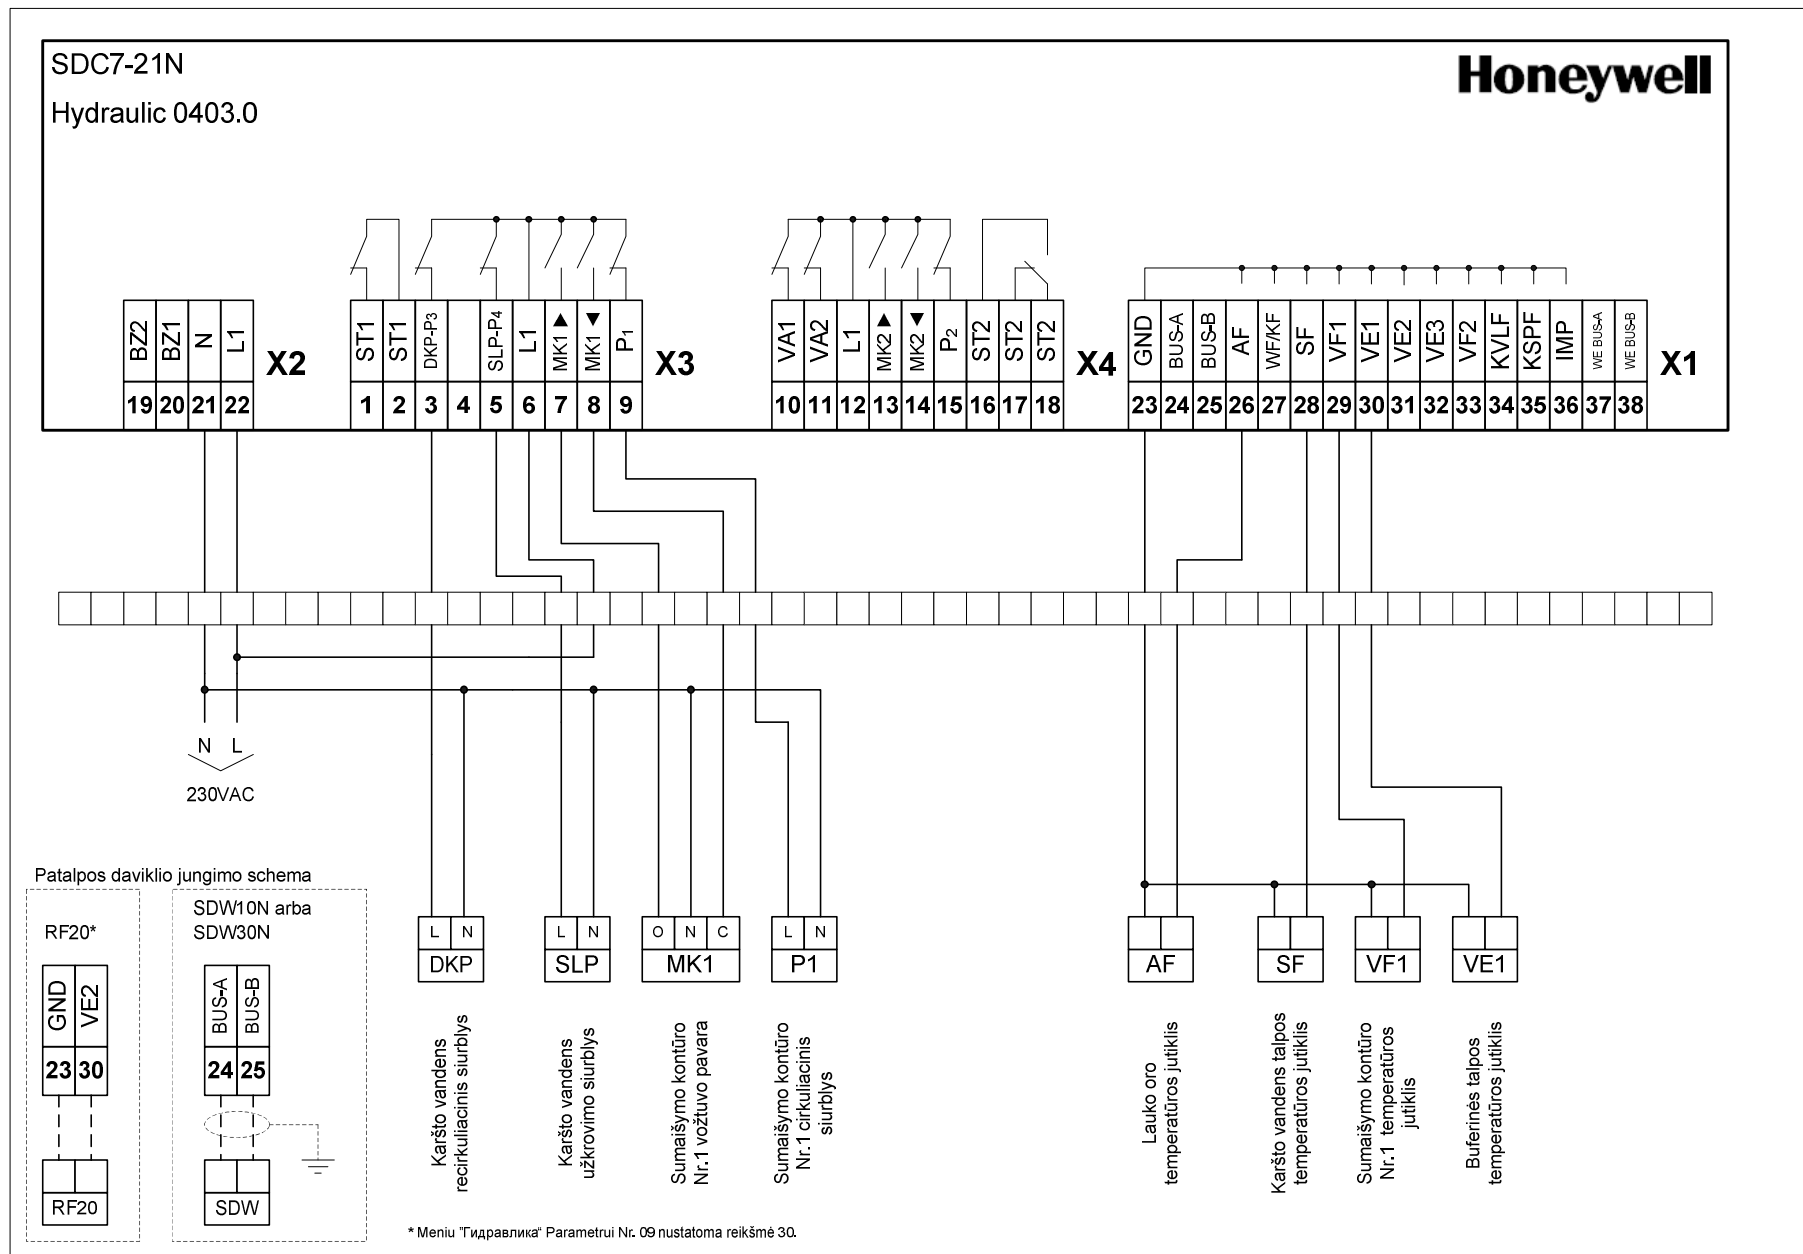 SDC7-21N
Honeywell
Hydraulic 0403.0
BZ2 BZ1 N L1 X2
19 20 21 22
ST1 ST1 DKP-P3 SLP-P4 L1 MK1 ▶ MK1 ◀ P1 X3
1 2 3 4 5 6 7 8 9
VA1 VA2 L1 MK2 ▶ MK2 ◀ P2 ST2 ST2 ST2 X4
10 11 12 13 14 15 16 17 18
GND BUS-A BUS-B AF WF/KF SF VF1 VE1 VE2 VE3 VF2 KVLF KSPF IMP WE BUS-A WE BUS-B X1
23 24 25 26 27 28 29 30 31 32 33 34 35 36 37 38
N L
230VAC
Patalpos daviklio jungimo schema
RF20*
GND VE2
23 30
RF20
SDW10N arba
SDW30N
BUS-A BUS-B
24 25
SDW
L N
DKP
Karšto vandens
recirkuliacinis siurblys
L N
SLP
Karšto vandens
užkrovimo siurblys
O N C
MK1
Sumaišymo kontūro
Nr.1 vožtuvo pavara
L N
P1
Sumaišymo kontūro
Nr.1 cirkuliacinis
siurblys
AF
Lauko oro
temperatūros jutiklis
SF
Karšto vandens talpos
temperatūros jutiklis
VF1
Sumaišymo kontūro
Nr.1 temperatūros
jutiklis
VE1
Buferinės talpos
temperatūros jutiklis
* Meniu "Гидравлика" Parametrui Nr. 09 nustatoma reikšmė 30.